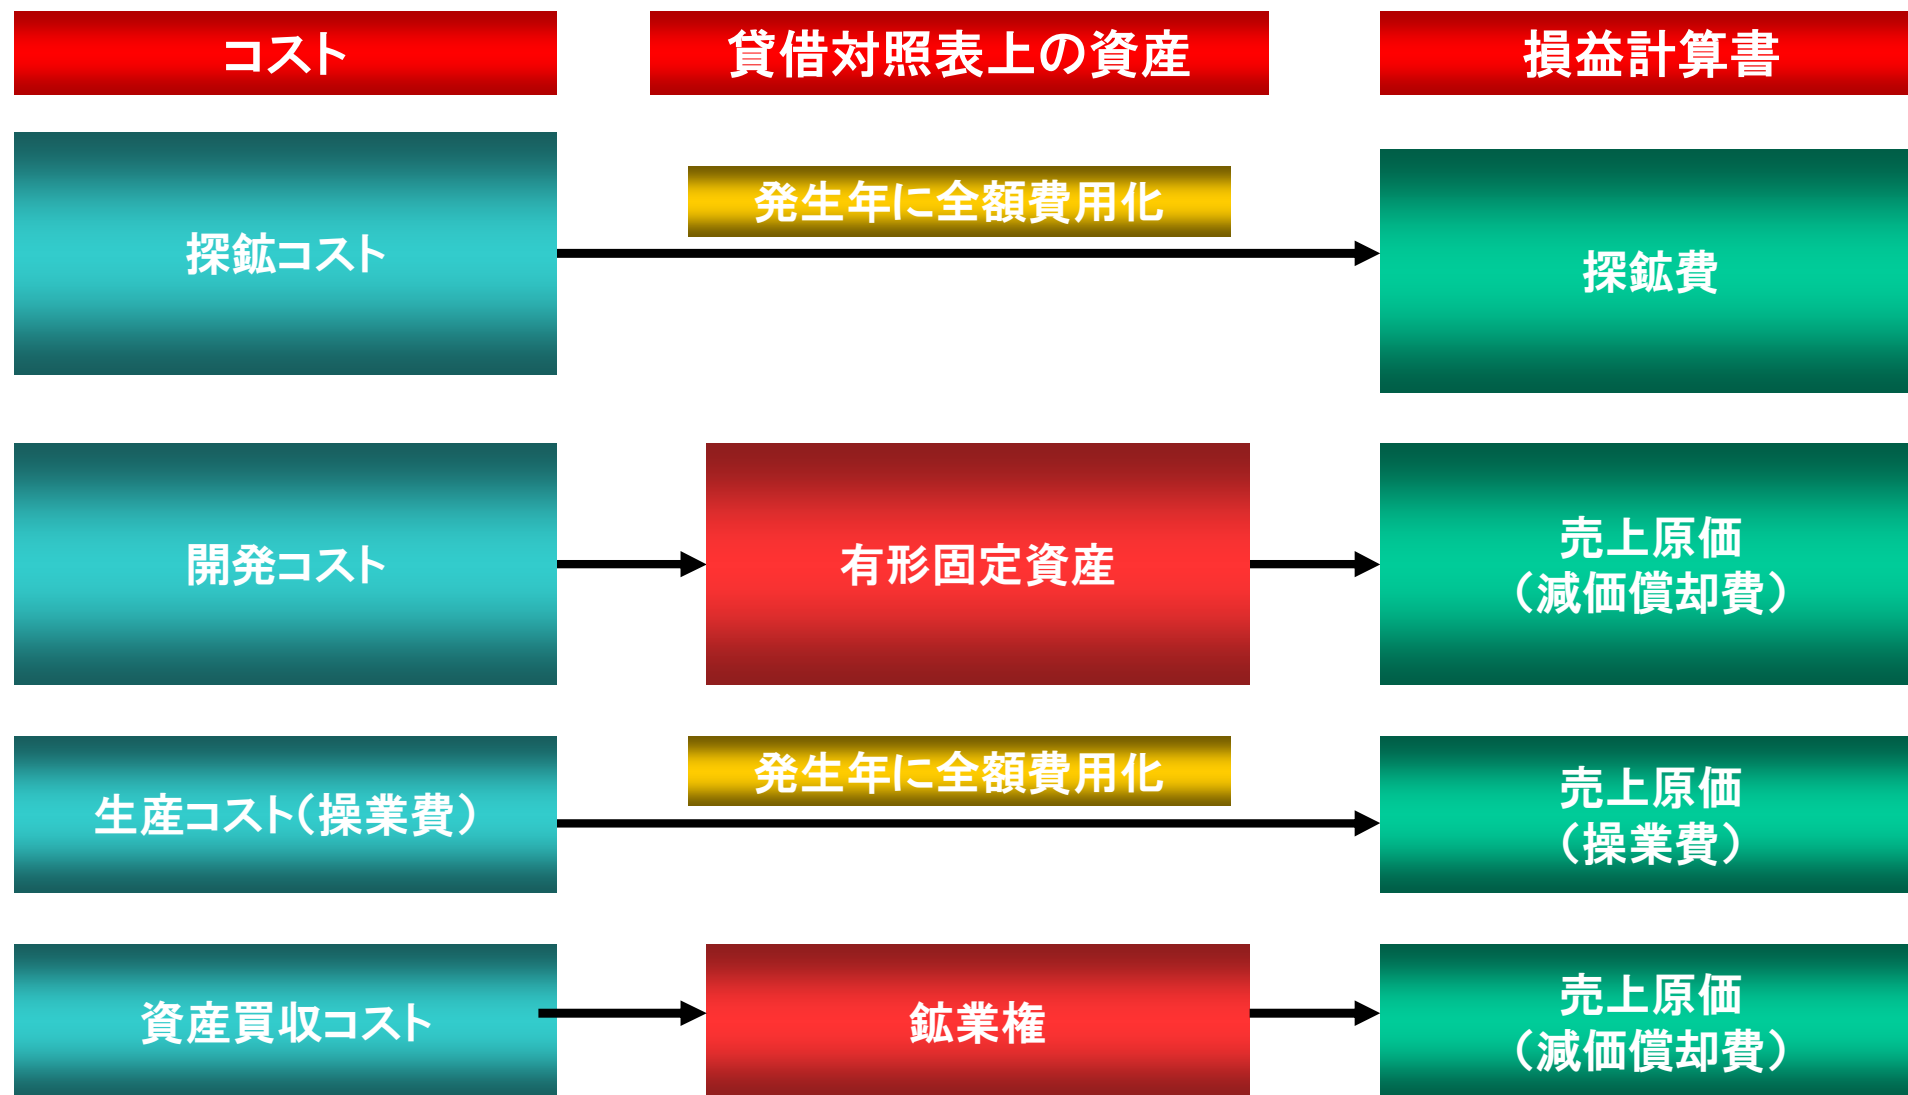 コスト
貸借対照表上の資産
損益計算書
探鉱コスト
発生年に全額費用化
探鉱費
開発コスト
有形固定資産
売上原価
（減価償却費）
生産コスト（操業費）
発生年に全額費用化
売上原価
（操業費）
資産買収コスト
鉱業権
売上原価
（減価償却費）